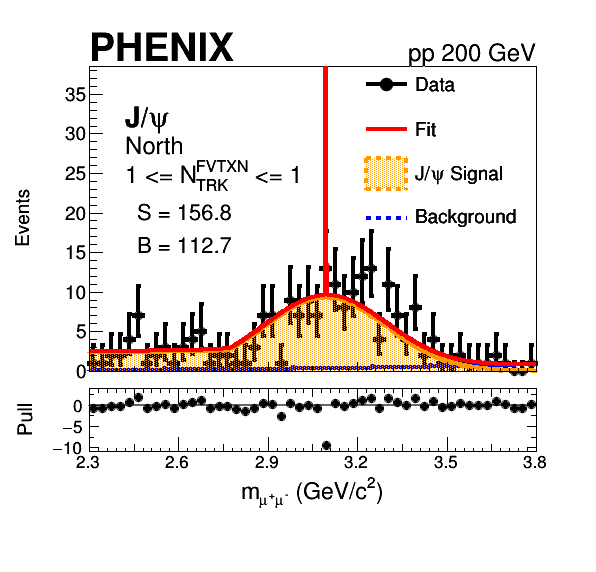 PHENIX pp 200 GeV
J/ψ
North
1 <= N_TRK^FVTXN <= 1
S = 156.8
B = 112.7
Data
Fit
J/ψ Signal
Background
Events
35
30
25
20
15
10
5
0
Pull
0
−5
−10
2.3 2.6 2.9 3.2 3.5 3.8
m_μ⁺μ⁻ (GeV/c²)